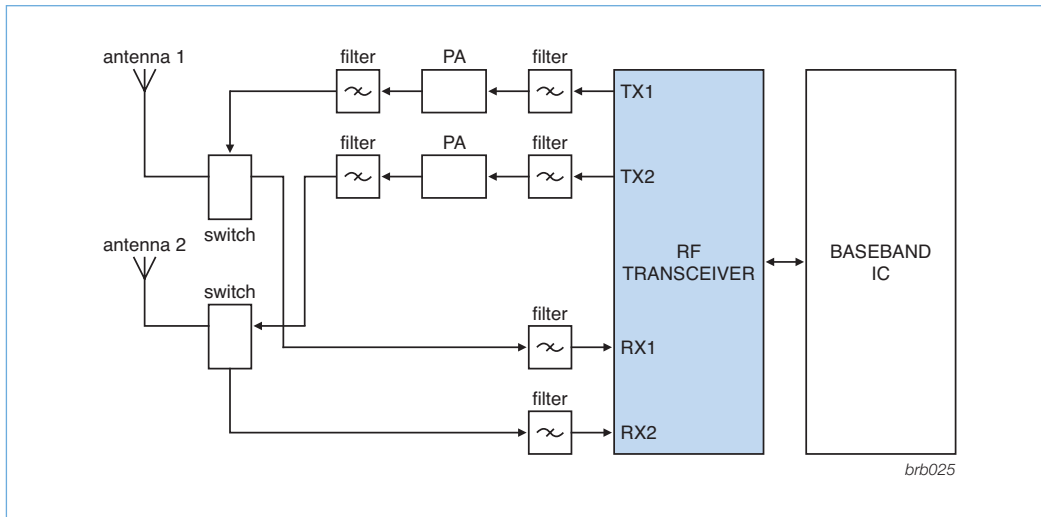 antenna 1
filter
PA
filter
TX1
filter
PA
filter
TX2
switch
antenna 2
switch
RF
TRANSCEIVER
BASEBAND
IC
filter
RX1
filter
RX2
brb025